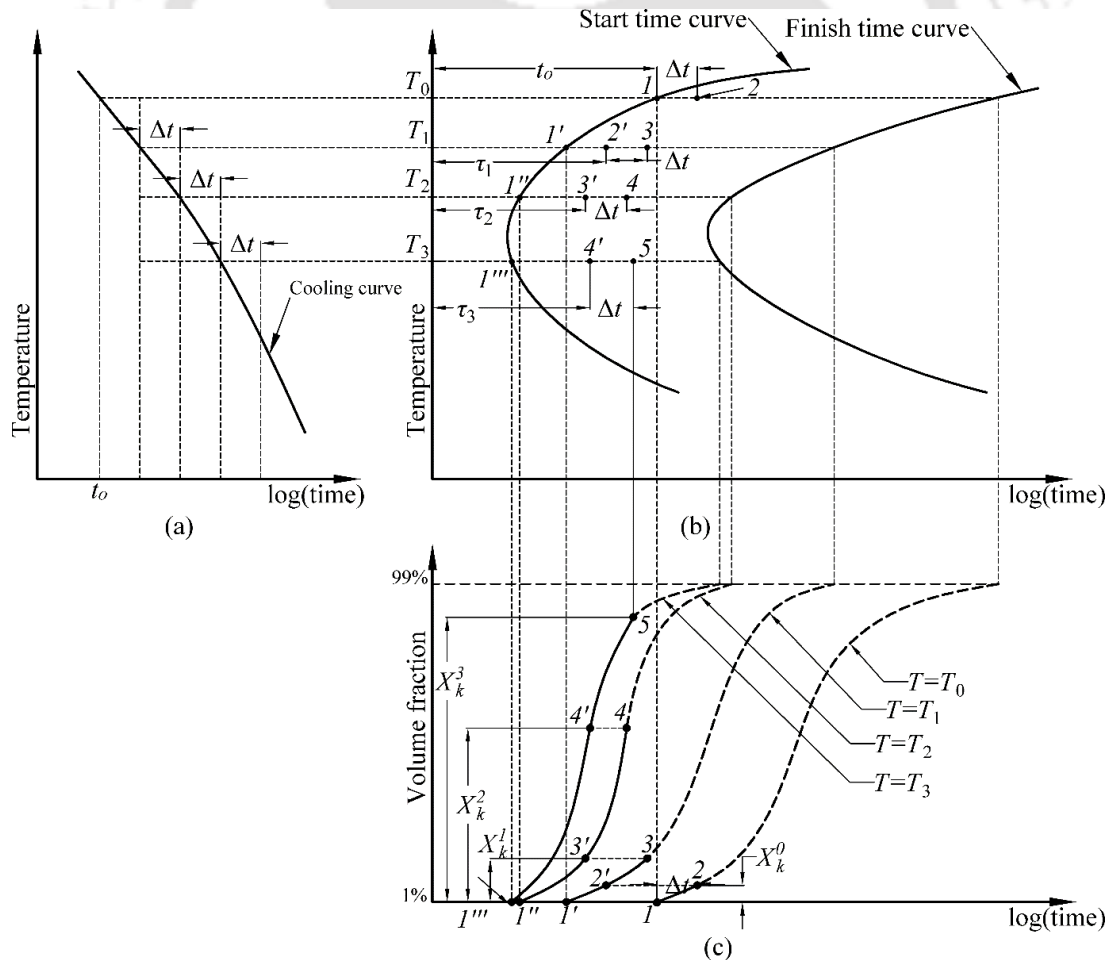 Start time curve
Finish time curve
t₀
Δt
T₀
1
2
Δt
T₁
1'
2'
3
Δt
τ₁
Δt
T₂
1''
3'
4
τ₂
Δt
Δt
T₃
1'''
4'
5
τ₃
Δt
Cooling curve
Temperature
Temperature
t₀
log(time)
log(time)
(a)
(b)
99%
5
X³ₖ
T=T₀
T=T₁
T=T₂
T=T₃
4'
4
Volume fraction
X²ₖ
X¹ₖ
3'
3
X⁰ₖ
2'
Δt
2
1%
1'''
1''
1'
1
log(time)
(c)